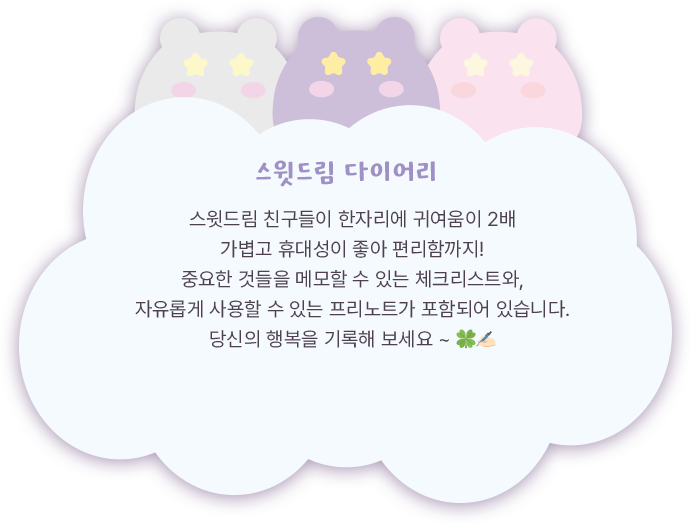 스윗드림 다이어리
스윗드림 친구들이 한자리에 귀여움이 2배
가볍고 휴대성이 좋아 편리함까지!
중요한 것들을 메모할 수 있는 체크리스트와,
자유롭게 사용할 수 있는 프리노트가 포함되어 있습니다.
당신의 행복을 기록해 보세요 ~ 🍀✍🏻